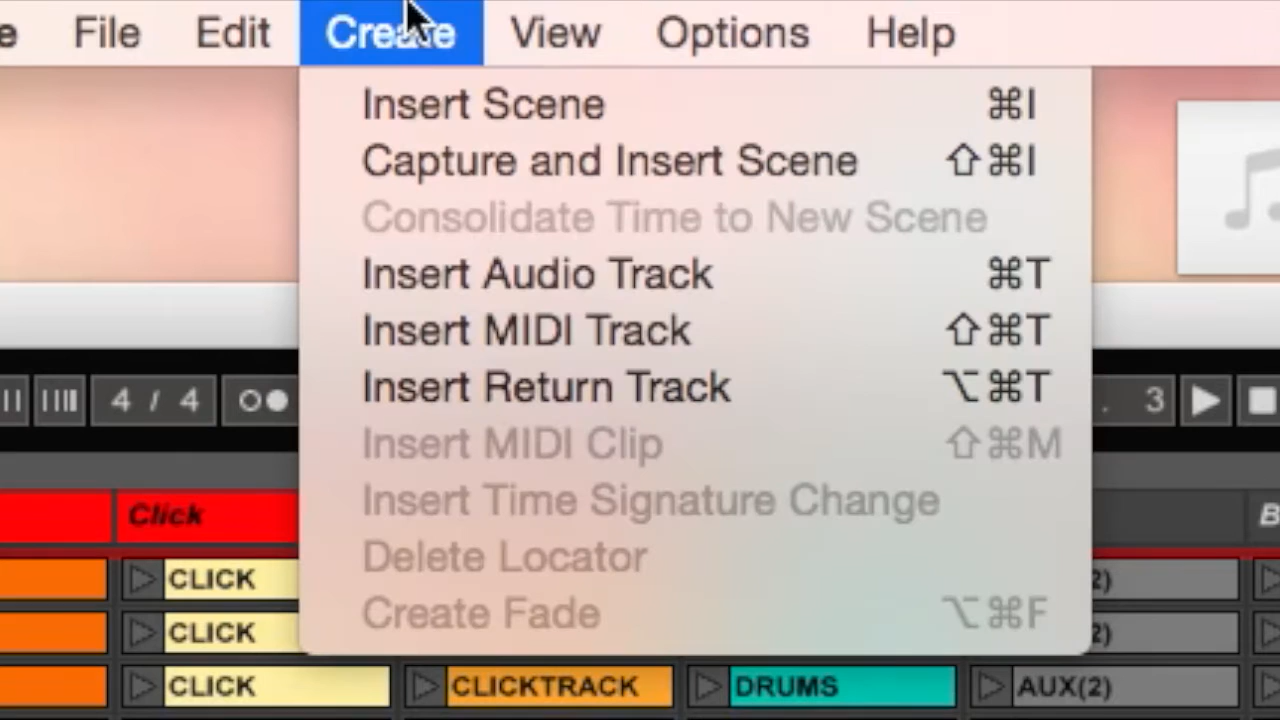 File Edit Create View Options Help
Insert Scene ⌘I
Capture and Insert Scene ⇧⌘I
Consolidate Time to New Scene
Insert Audio Track ⌘T
Insert MIDI Track ⇧⌘T
Insert Return Track ⌥⌘T
4 / 4 . 3
Insert MIDI Clip ⇧⌘M
Insert Time Signature Change
Click B
Delete Locator
CLICK 2)
Create Fade ⌥⌘F
CLICK 2)
CLICK CLICKTRACK DRUMS AUX(2)